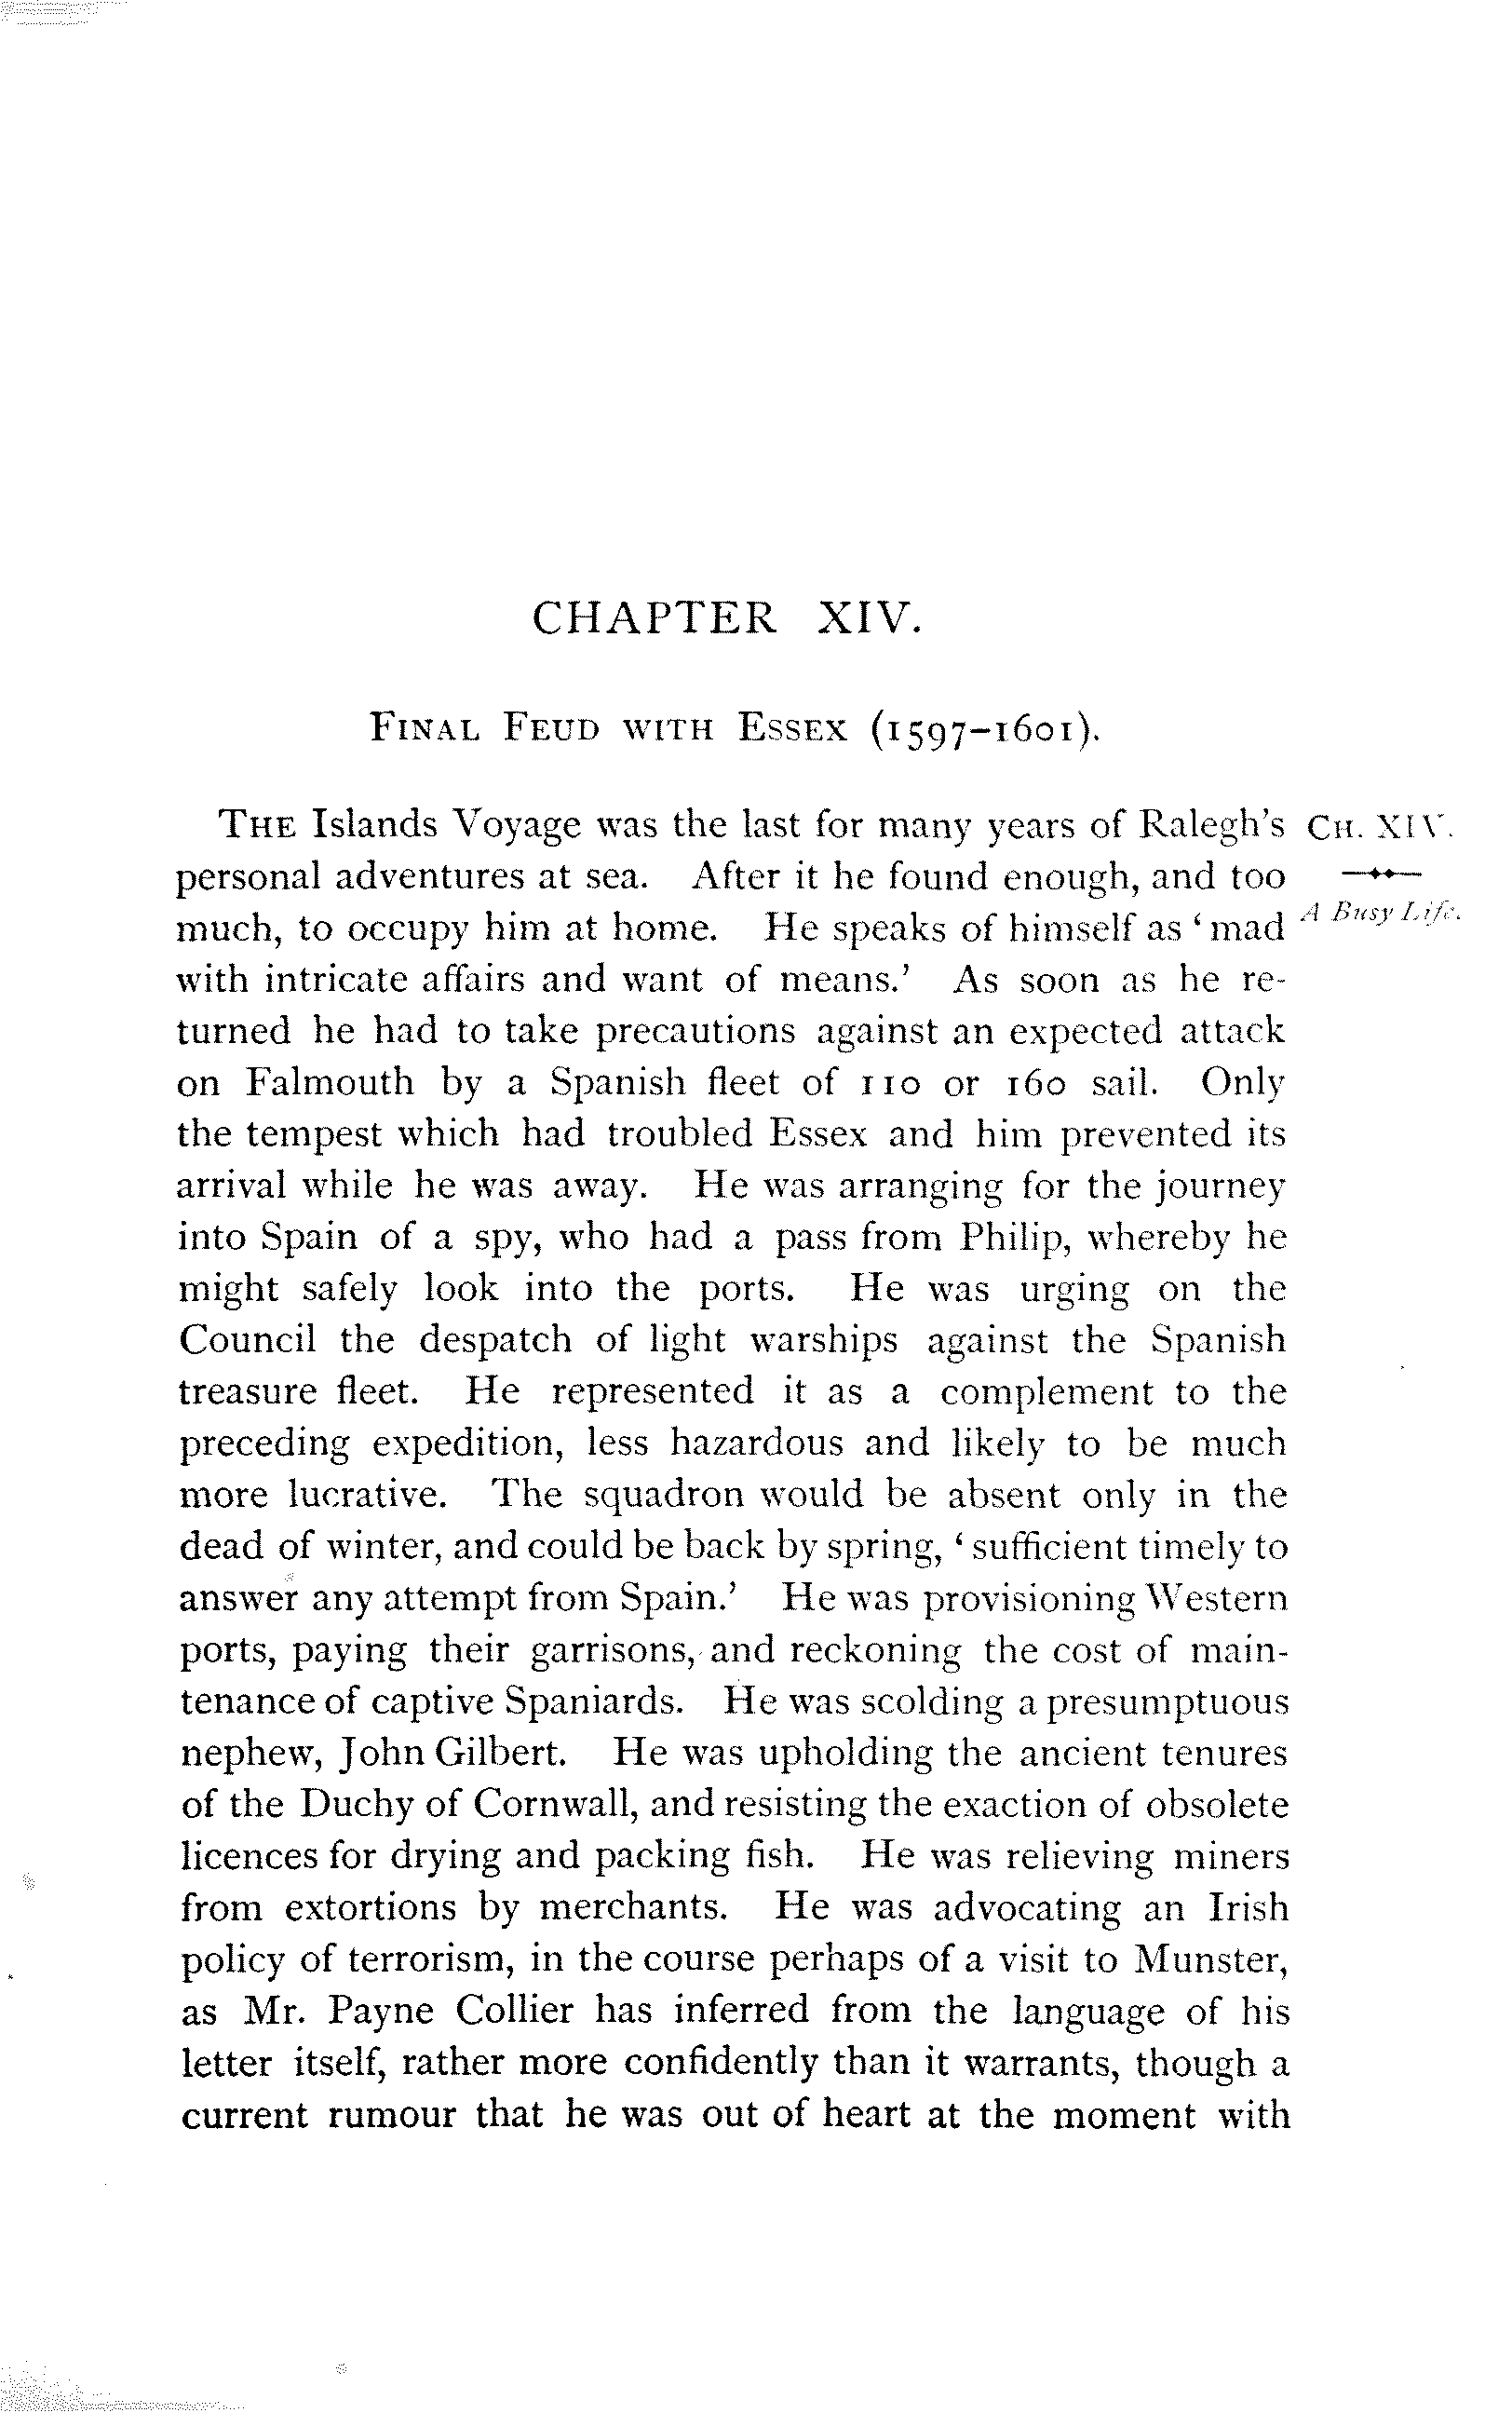 CHAPTER XIV.
FINAL FEUD WITH ESSEX (1597-1601).
THE Islands Voyage was the last for many years of Ralegh's
CH. XIV.
personal adventures at sea. After it he found enough, and too
much, to occupy him at home. He speaks of himself as ‘mad
A Busy Life.
with intricate affairs and want of means.’ As soon as he re-
turned he had to take precautions against an expected attack
on Falmouth by a Spanish fleet of 110 or 160 sail. Only
the tempest which had troubled Essex and him prevented its
arrival while he was away. He was arranging for the journey
into Spain of a spy, who had a pass from Philip, whereby he
might safely look into the ports. He was urging on the
Council the despatch of light warships against the Spanish
treasure fleet. He represented it as a complement to the
preceding expedition, less hazardous and likely to be much
more lucrative. The squadron would be absent only in the
dead of winter, and could be back by spring, ‘sufficient timely to
answer any attempt from Spain.’ He was provisioning Western
ports, paying their garrisons, and reckoning the cost of main-
tenance of captive Spaniards. He was scolding a presumptuous
nephew, John Gilbert. He was upholding the ancient tenures
of the Duchy of Cornwall, and resisting the exaction of obsolete
licences for drying and packing fish. He was relieving miners
from extortions by merchants. He was advocating an Irish
policy of terrorism, in the course perhaps of a visit to Munster,
as Mr. Payne Collier has inferred from the language of his
letter itself, rather more confidently than it warrants, though a
current rumour that he was out of heart at the moment with